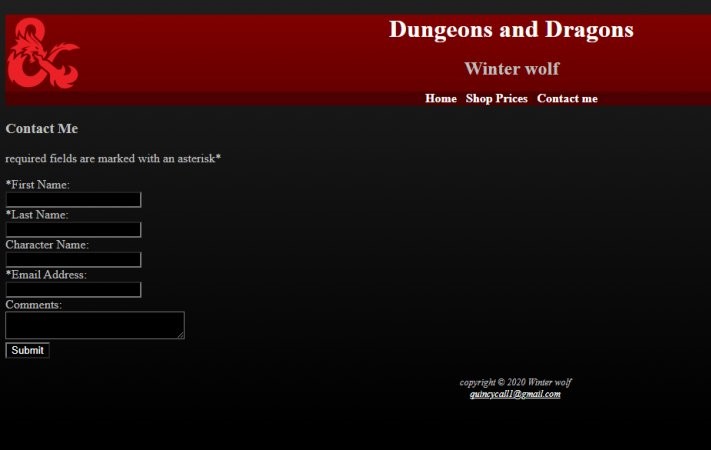 Dungeons and Dragons
Winter wolf
Home Shop Prices Contact me
Contact Me
required fields are marked with an asterisk*
*First Name:
*Last Name:
Character Name:
*Email Address:
Comments:
Submit
copyright © 2020 Winter wolf
quincycall1@gmail.com